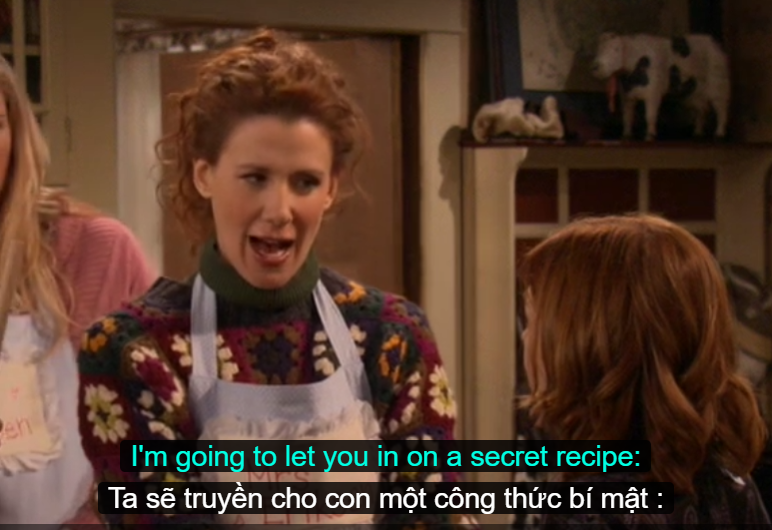 I'm going to let you in on a secret recipe:
Ta sẽ truyền cho con một công thức bí mật :